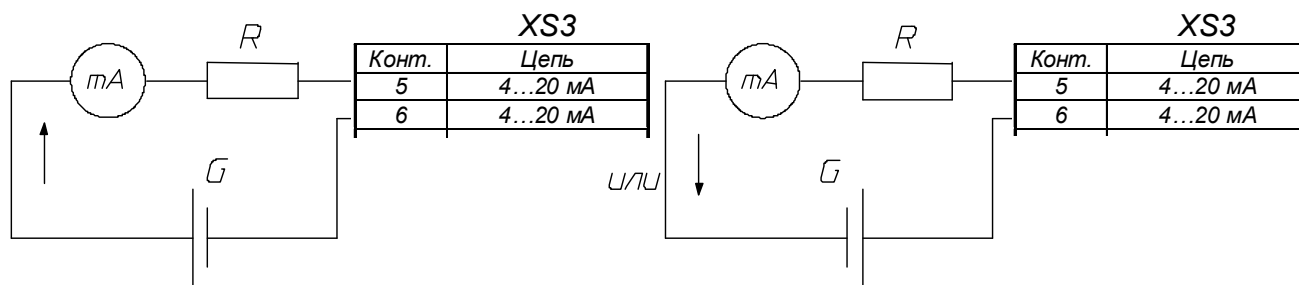 XS3
R
Конт. Цепь
mA
5 4...20 мА
6 4...20 мА
G
или
XS3
R
Конт. Цепь
mA
5 4...20 мА
6 4...20 мА
G